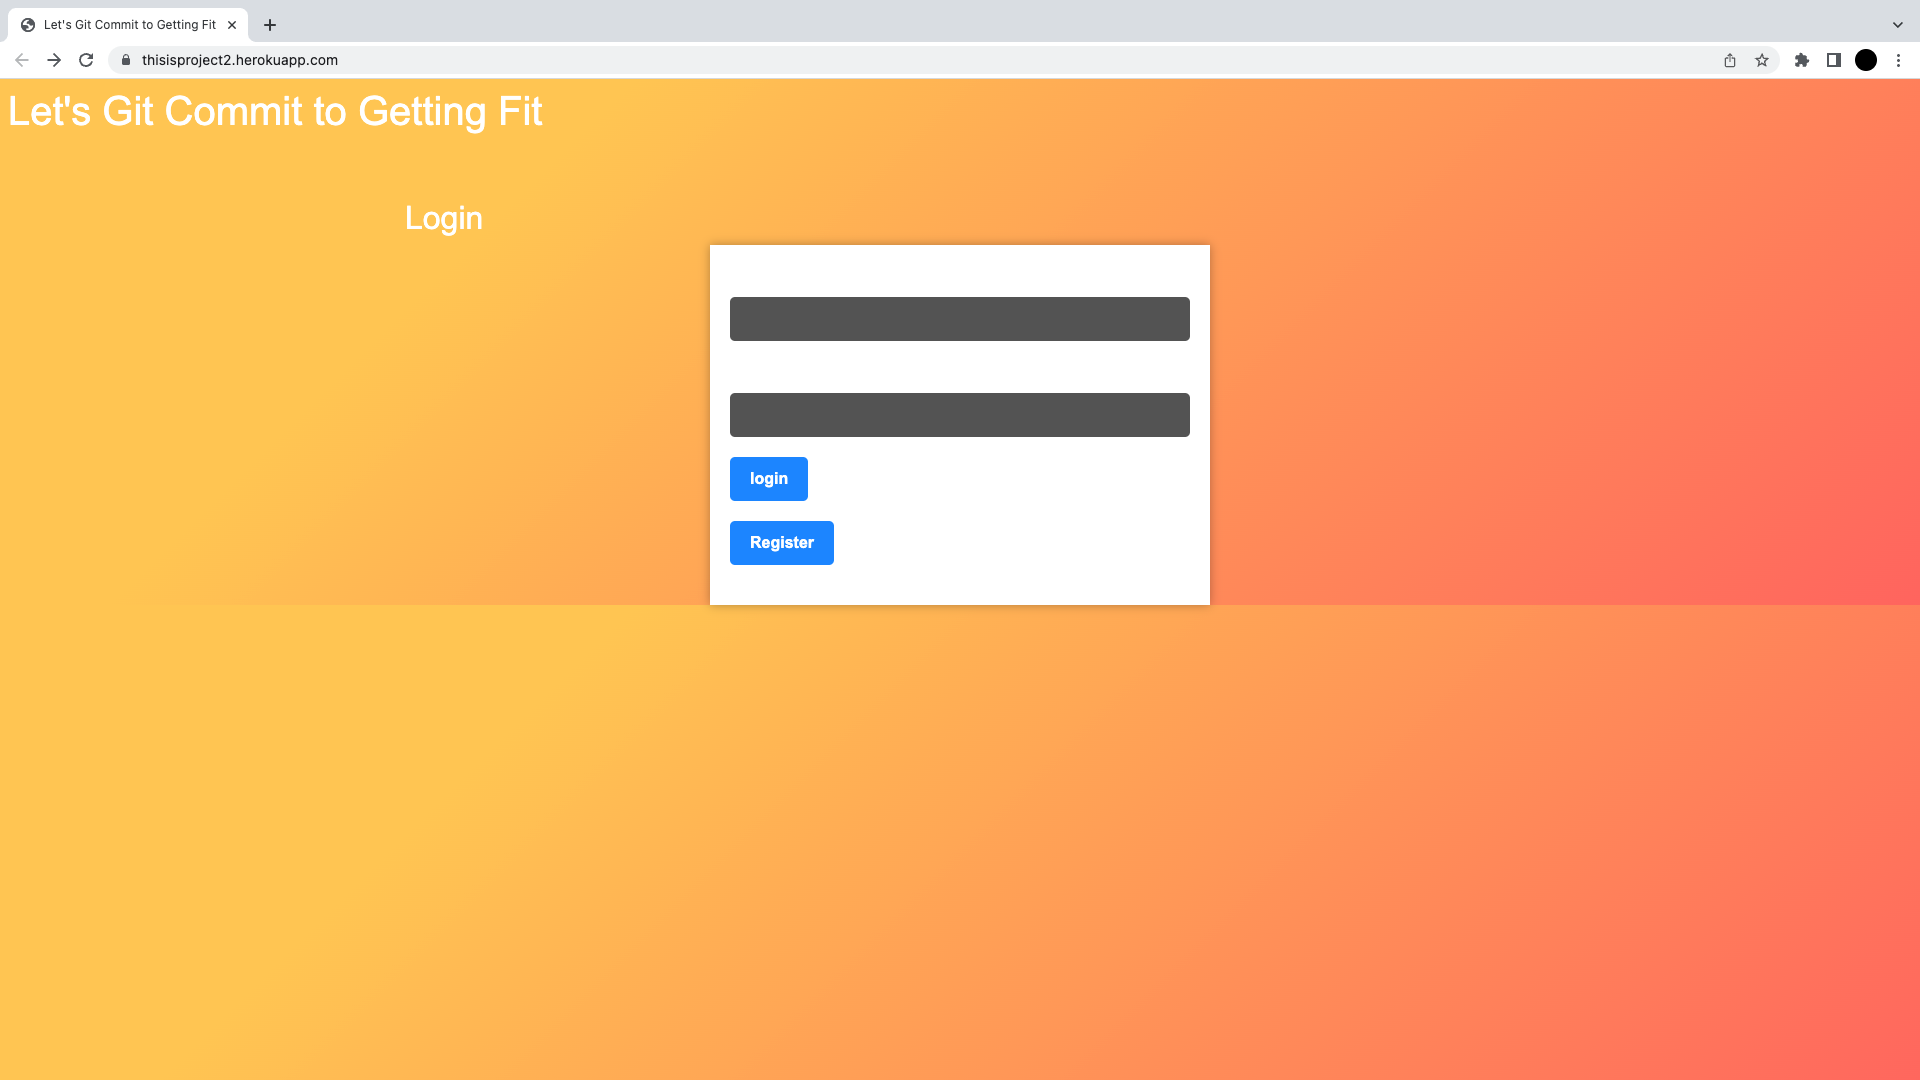 Let's Git Commit to Getting Fit
thisisproject2.herokuapp.com
Let's Git Commit to Getting Fit
Login
login
Register